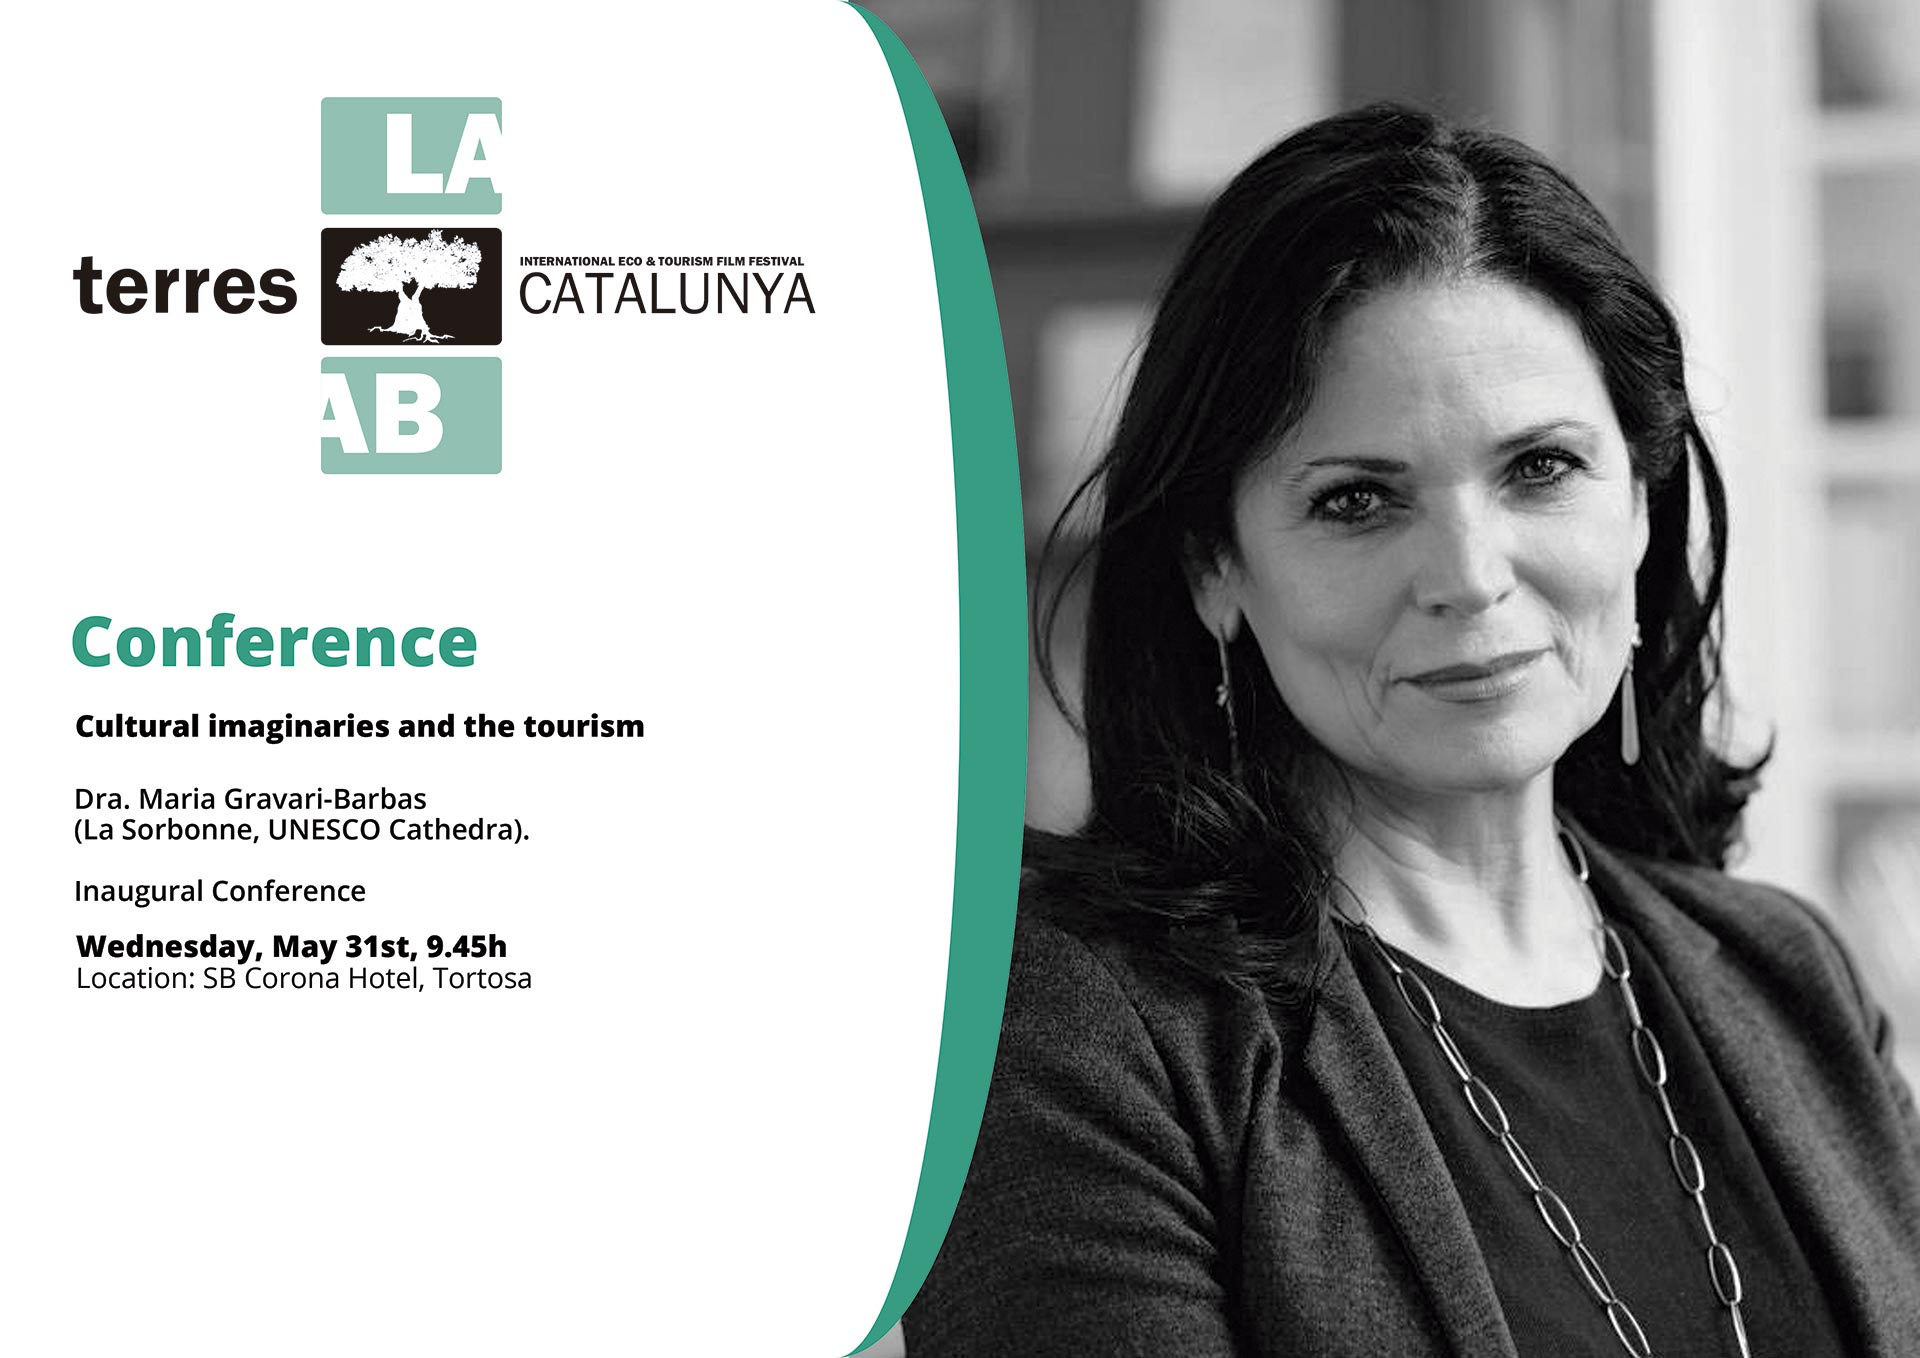 LA
terres
INTERNATIONAL ECO & TOURISM FILM FESTIVAL
CATALUNYA
AB
Conference
Cultural imaginaries and the tourism
Dra. Maria Gravari-Barbas
(La Sorbonne, UNESCO Cathedra).
Inaugural Conference
Wednesday, May 31st, 9.45h
Location: SB Corona Hotel, Tortosa